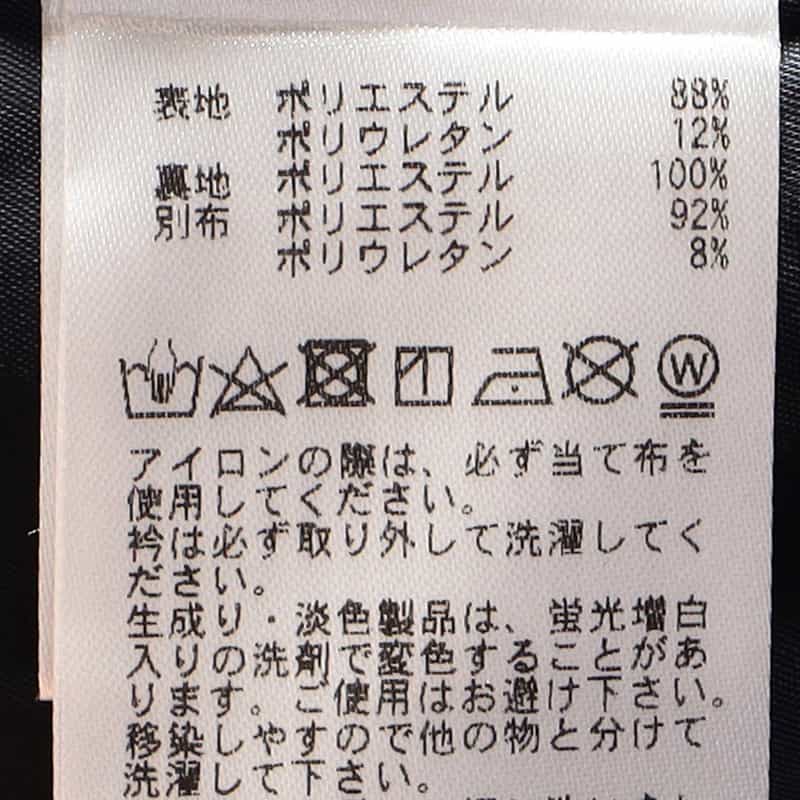 表地 ポリエステル 88%
ポリウレタン 12%
裏地 ポリエステル 100%
別布 ポリエステル 92%
ポリウレタン 8%
W
アイロンの際は、必ず当て布を
使用してください。
衿は必ず取り外して洗濯してく
ださい。
生成り・淡色製品は、蛍光増白
入りの洗剤で変色することがあ
ります。ご使用はお避け下さい。
移染しやすので他の物と分けて
洗濯して下さい。